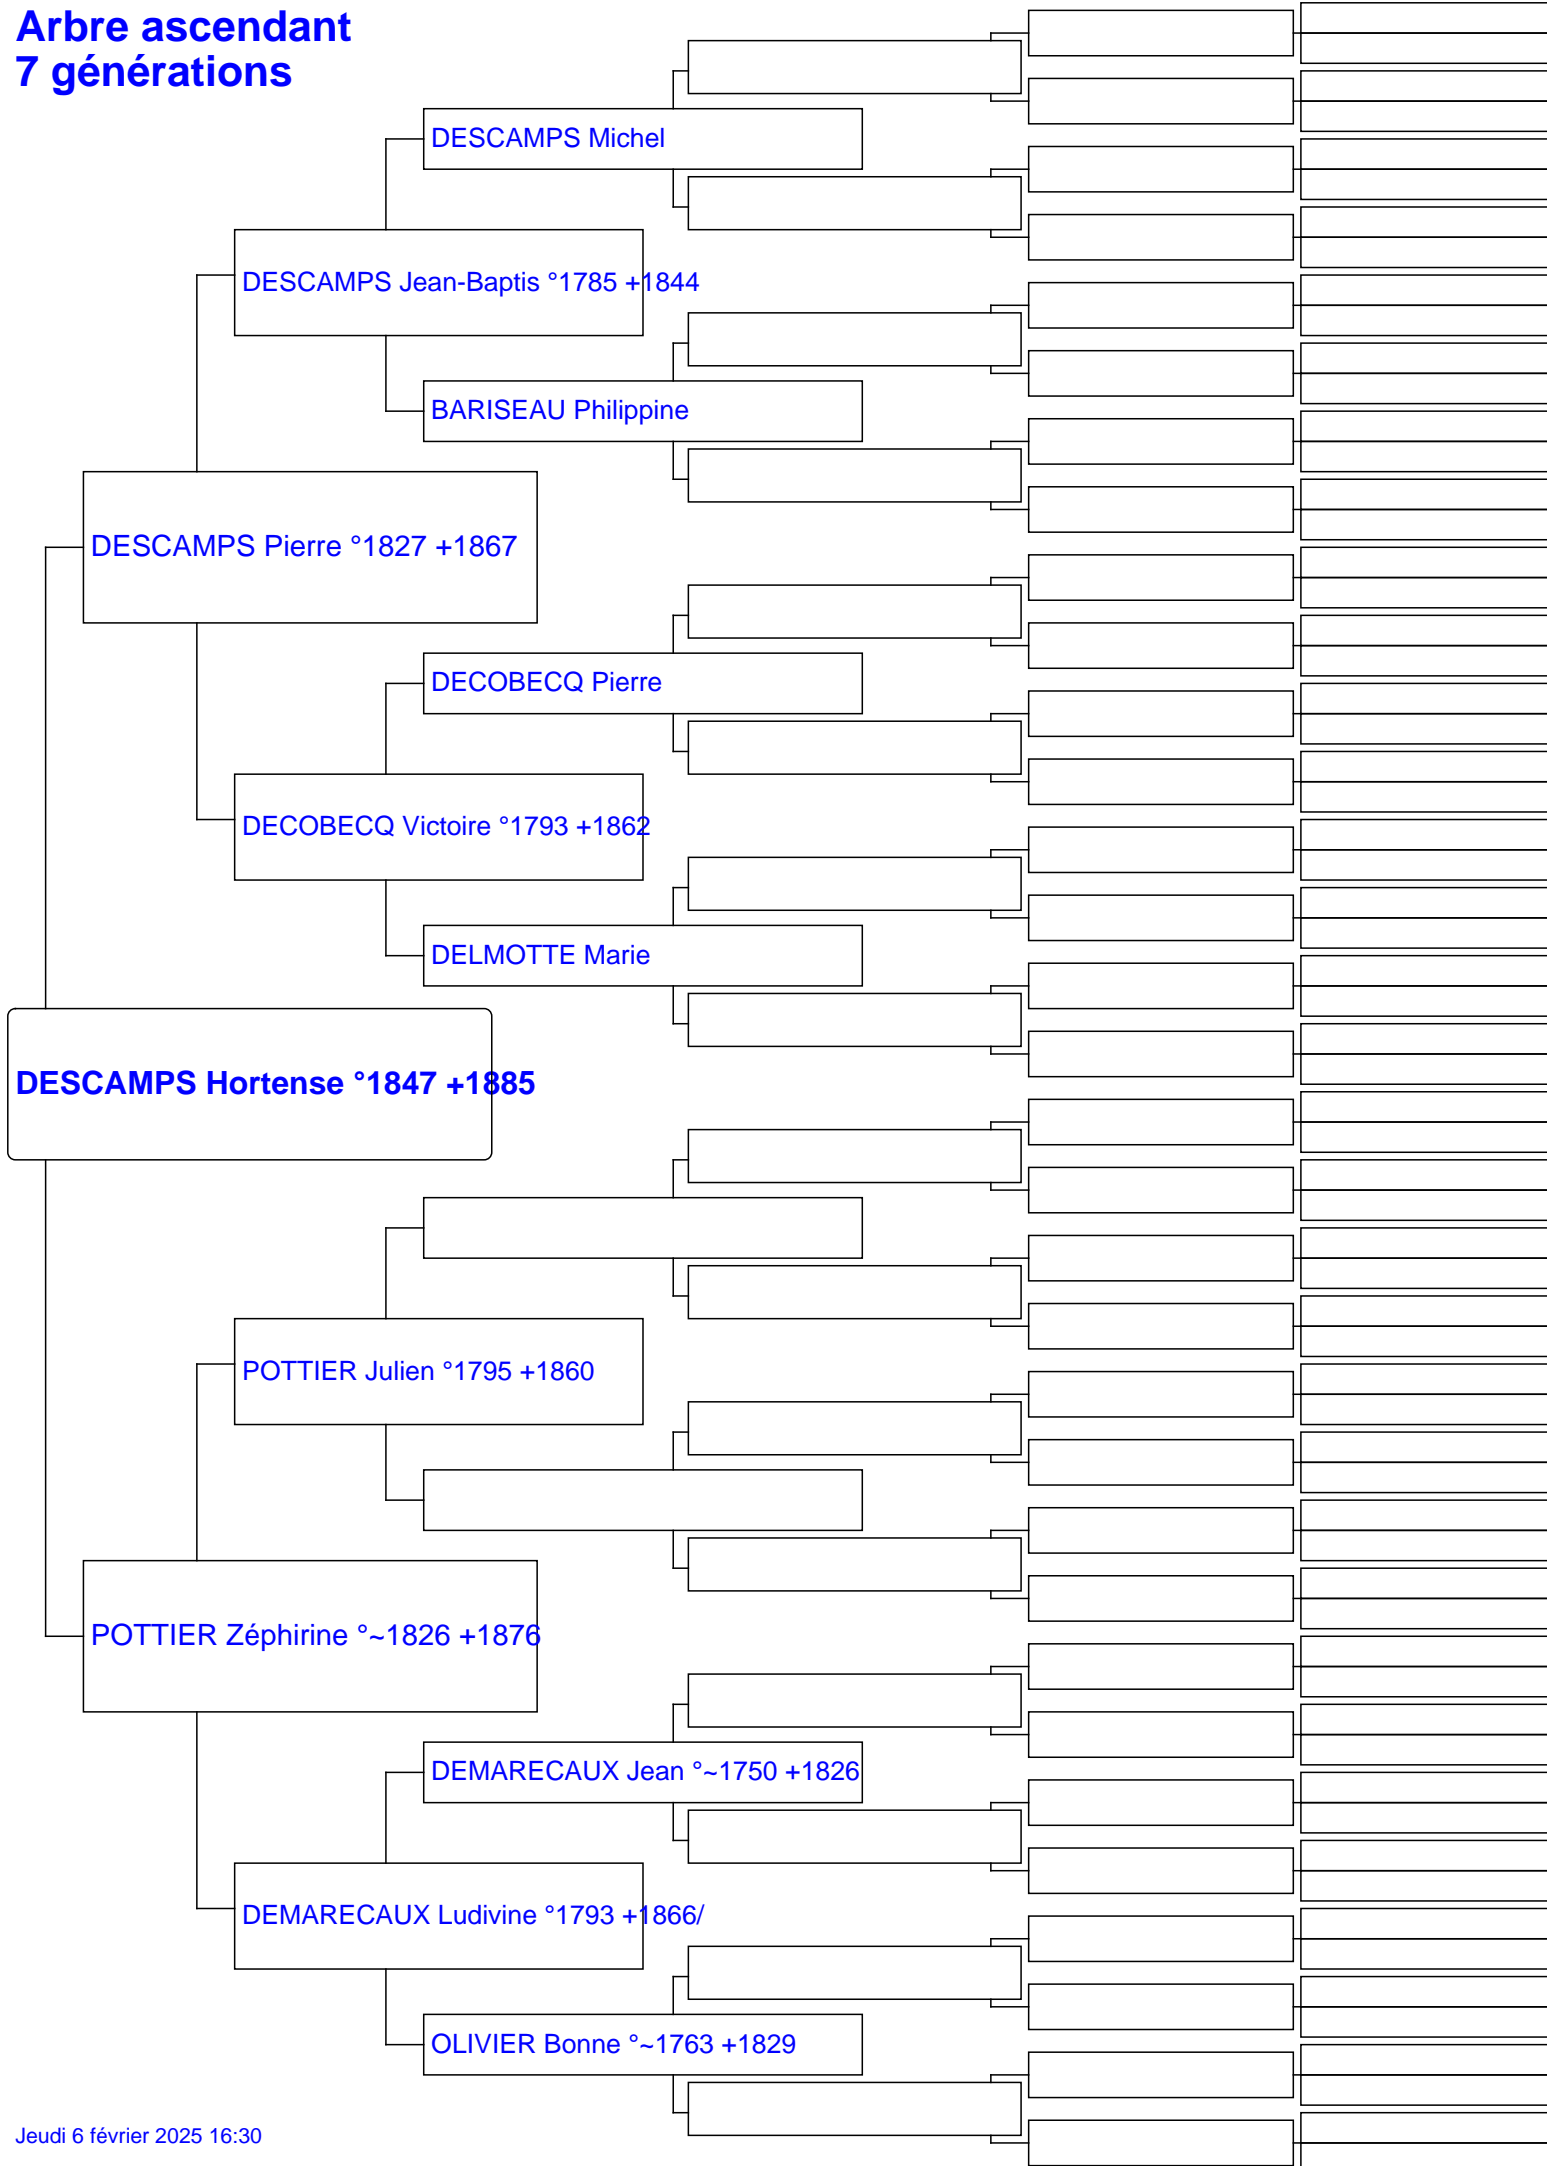 Arbre ascendant
7 générations
DESCAMPS Michel
DESCAMPS Jean-Baptis °1785 +1844
BARISEAU Philippine
DESCAMPS Pierre °1827 +1867
DECOBECQ Pierre
DECOBECQ Victoire °1793 +1862
DELMOTTE Marie
DESCAMPS Hortense °1847 +1885
POTTIER Julien °1795 +1860
POTTIER Zéphirine °~1826 +1876
DEMARECAUX Jean °~1750 +1826
DEMARECAUX Ludivine °1793 +1866/
OLIVIER Bonne °~1763 +1829
Jeudi 6 février 2025 16:30